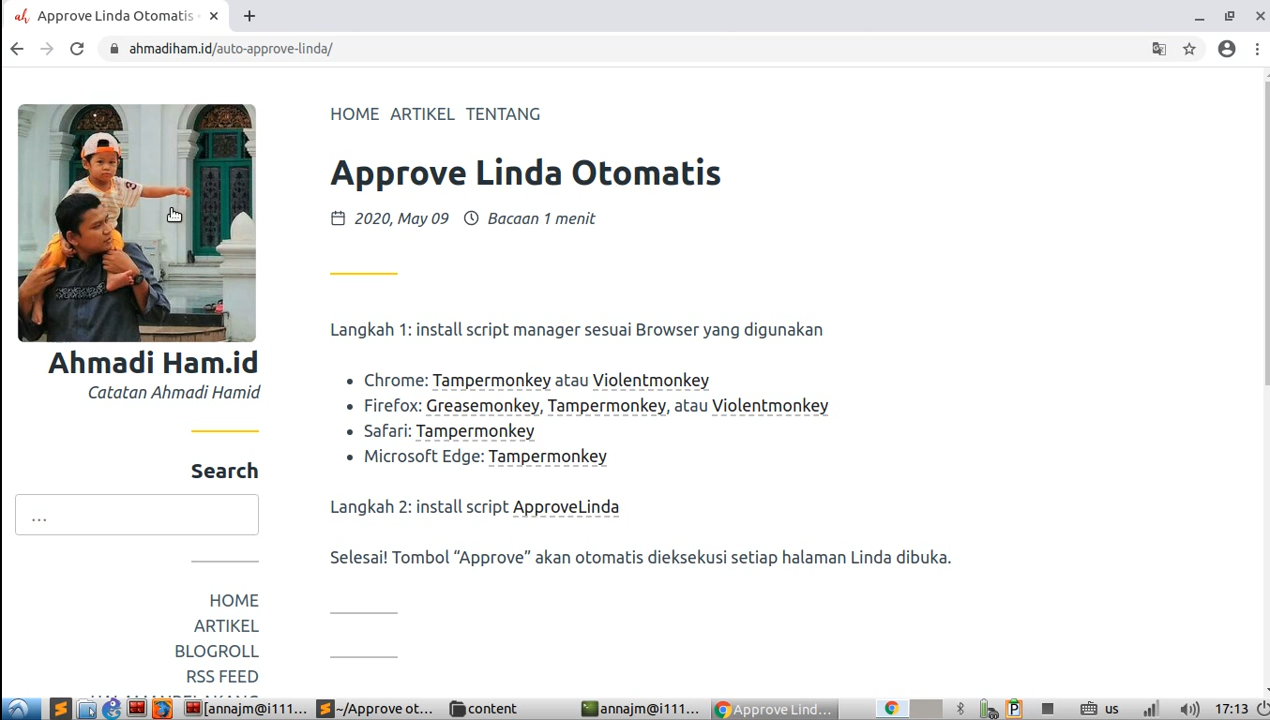 Approve Linda Otomatis
ahmadiham.id/auto-approve-linda/
HOME ARTIKEL TENTANG
Approve Linda Otomatis
2020, May 09 Bacaan 1 menit
Langkah 1: install script manager sesuai Browser yang digunakan
Chrome: Tampermonkey atau Violentmonkey
Firefox: Greasemonkey, Tampermonkey, atau Violentmonkey
Safari: Tampermonkey
Microsoft Edge: Tampermonkey
Langkah 2: install script ApproveLinda
Selesai! Tombol “Approve” akan otomatis dieksekusi setiap halaman Linda dibuka.
Ahmadi Ham.id
Catatan Ahmadi Hamid
Search
...
HOME
ARTIKEL
BLOGROLL
RSS FEED
[annajm@i111... ~/Approve ot... content annajm@i111... Approve Lind... us 17:13